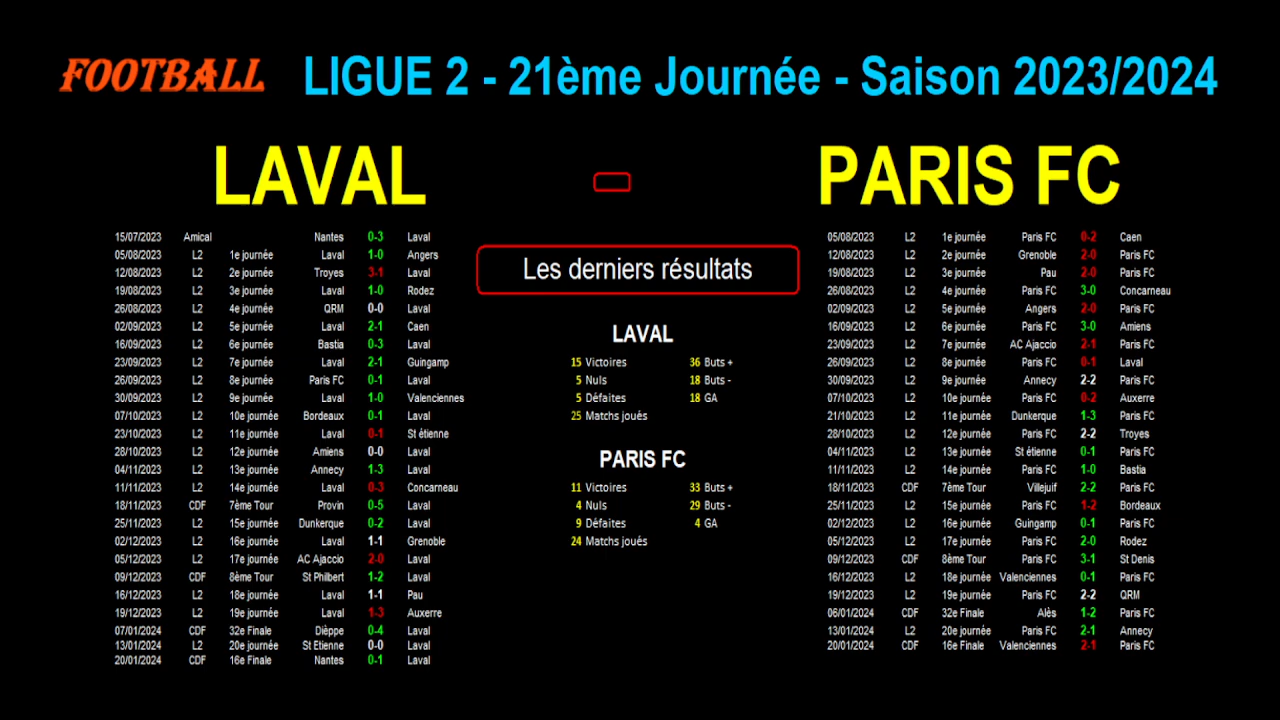 FOOTBALL LIGUE 2 - 21ème Journée - Saison 2023/2024
LAVAL PARIS FC
15/07/2023 Amical Nantes 0-3 Laval
05/08/2023 L2 1e journée Laval 1-0 Angers
12/08/2023 L2 2e journée Troyes 3-1 Laval
19/08/2023 L2 3e journée Laval 1-0 Rodez
26/08/2023 L2 4e journée QRM 0-0 Laval
02/09/2023 L2 5e journée Laval 2-1 Caen
16/09/2023 L2 6e journée Bastia 0-3 Laval
23/09/2023 L2 7e journée Laval 2-1 Guingamp
26/09/2023 L2 8e journée Paris FC 0-1 Laval
30/09/2023 L2 9e journée Laval 1-0 Valenciennes
07/10/2023 L2 10e journée Bordeaux 0-1 Laval
23/10/2023 L2 11e journée Laval 0-1 St étienne
28/10/2023 L2 12e journée Amiens 0-0 Laval
04/11/2023 L2 13e journée Annecy 1-3 Laval
11/11/2023 L2 14e journée Laval 0-3 Concarneau
18/11/2023 CDF 7ème Tour Provin 0-5 Laval
25/11/2023 L2 15e journée Dunkerque 0-2 Laval
02/12/2023 L2 16e journée Laval 1-1 Grenoble
05/12/2023 L2 17e journée AC Ajaccio 2-0 Laval
09/12/2023 CDF 8ème Tour St Philbert 1-2 Laval
16/12/2023 L2 18e journée Laval 1-1 Pau
19/12/2023 L2 19e journée Laval 1-3 Auxerre
07/01/2024 CDF 32e Finale Dièppe 0-4 Laval
13/01/2024 L2 20e journée St Etienne 0-0 Laval
20/01/2024 CDF 16e Finale Nantes 0-1 Laval
Les derniers résultats
LAVAL
15 Victoires 36 Buts +
5 Nuls 18 Buts -
5 Défaites 18 GA
25 Matchs joués
PARIS FC
11 Victoires 33 Buts +
4 Nuls 29 Buts -
9 Défaites 4 GA
24 Matchs joués
05/08/2023 L2 1e journée Paris FC 0-2 Caen
12/08/2023 L2 2e journée Grenoble 2-0 Paris FC
19/08/2023 L2 3e journée Pau 2-0 Paris FC
26/08/2023 L2 4e journée Paris FC 3-0 Concarneau
02/09/2023 L2 5e journée Angers 2-0 Paris FC
16/09/2023 L2 6e journée Paris FC 3-0 Amiens
23/09/2023 L2 7e journée AC Ajaccio 2-1 Paris FC
26/09/2023 L2 8e journée Paris FC 0-1 Laval
30/09/2023 L2 9e journée Annecy 2-2 Paris FC
07/10/2023 L2 10e journée Paris FC 0-2 Auxerre
21/10/2023 L2 11e journée Dunkerque 1-3 Paris FC
28/10/2023 L2 12e journée Paris FC 2-2 Troyes
04/11/2023 L2 13e journée St étienne 0-1 Paris FC
11/11/2023 L2 14e journée Paris FC 1-0 Bastia
18/11/2023 CDF 7ème Tour Villejuif 2-2 Paris FC
25/11/2023 L2 15e journée Paris FC 1-2 Bordeaux
02/12/2023 L2 16e journée Guingamp 0-1 Paris FC
05/12/2023 L2 17e journée Paris FC 2-0 Rodez
09/12/2023 CDF 8ème Tour Paris FC 3-1 St Denis
16/12/2023 L2 18e journée Valenciennes 0-1 Paris FC
19/12/2023 L2 19e journée Paris FC 2-2 QRM
06/01/2024 CDF 32e Finale Alès 1-2 Paris FC
13/01/2024 L2 20e journée Paris FC 2-1 Annecy
20/01/2024 CDF 16e Finale Valenciennes 2-1 Paris FC